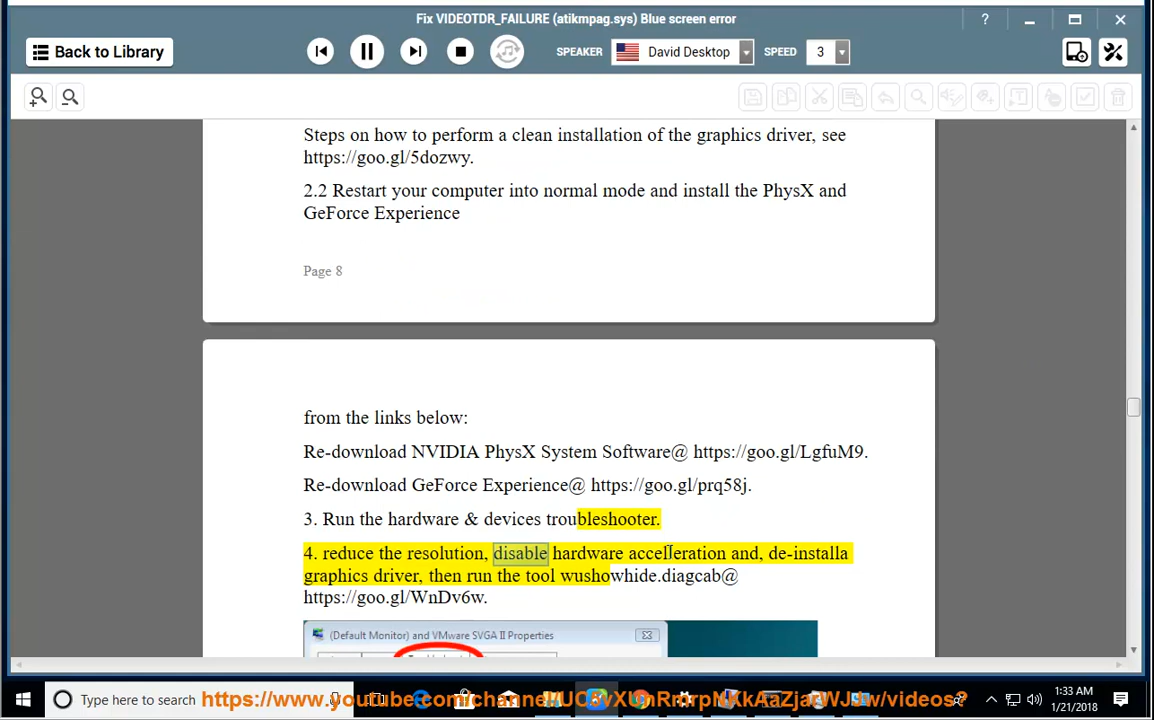 Fix VIDEOTDR_FAILURE (atikmpag.sys) Blue screen error
?
Back to Library
SPEAKER David Desktop SPEED 3
Steps on how to perform a clean installation of the graphics driver, see
https://goo.gl/5dozwy.
2.2 Restart your computer into normal mode and install the PhysX and
GeForce Experience
Page 8
from the links below:
Re-download NVIDIA PhysX System Software@ https://goo.gl/LgfuM9.
Re-download GeForce Experience@ https://goo.gl/prq58j.
3. Run the hardware & devices troubleshooter.
4. reduce the resolution, disable hardware acceleration and, de-installa
graphics driver, then run the tool wushowhide.diagcab@
https://goo.gl/WnDv6w.
(Default Monitor) and VMware SVGA II Properties
Type here to search
1:33 AM
1/21/2018